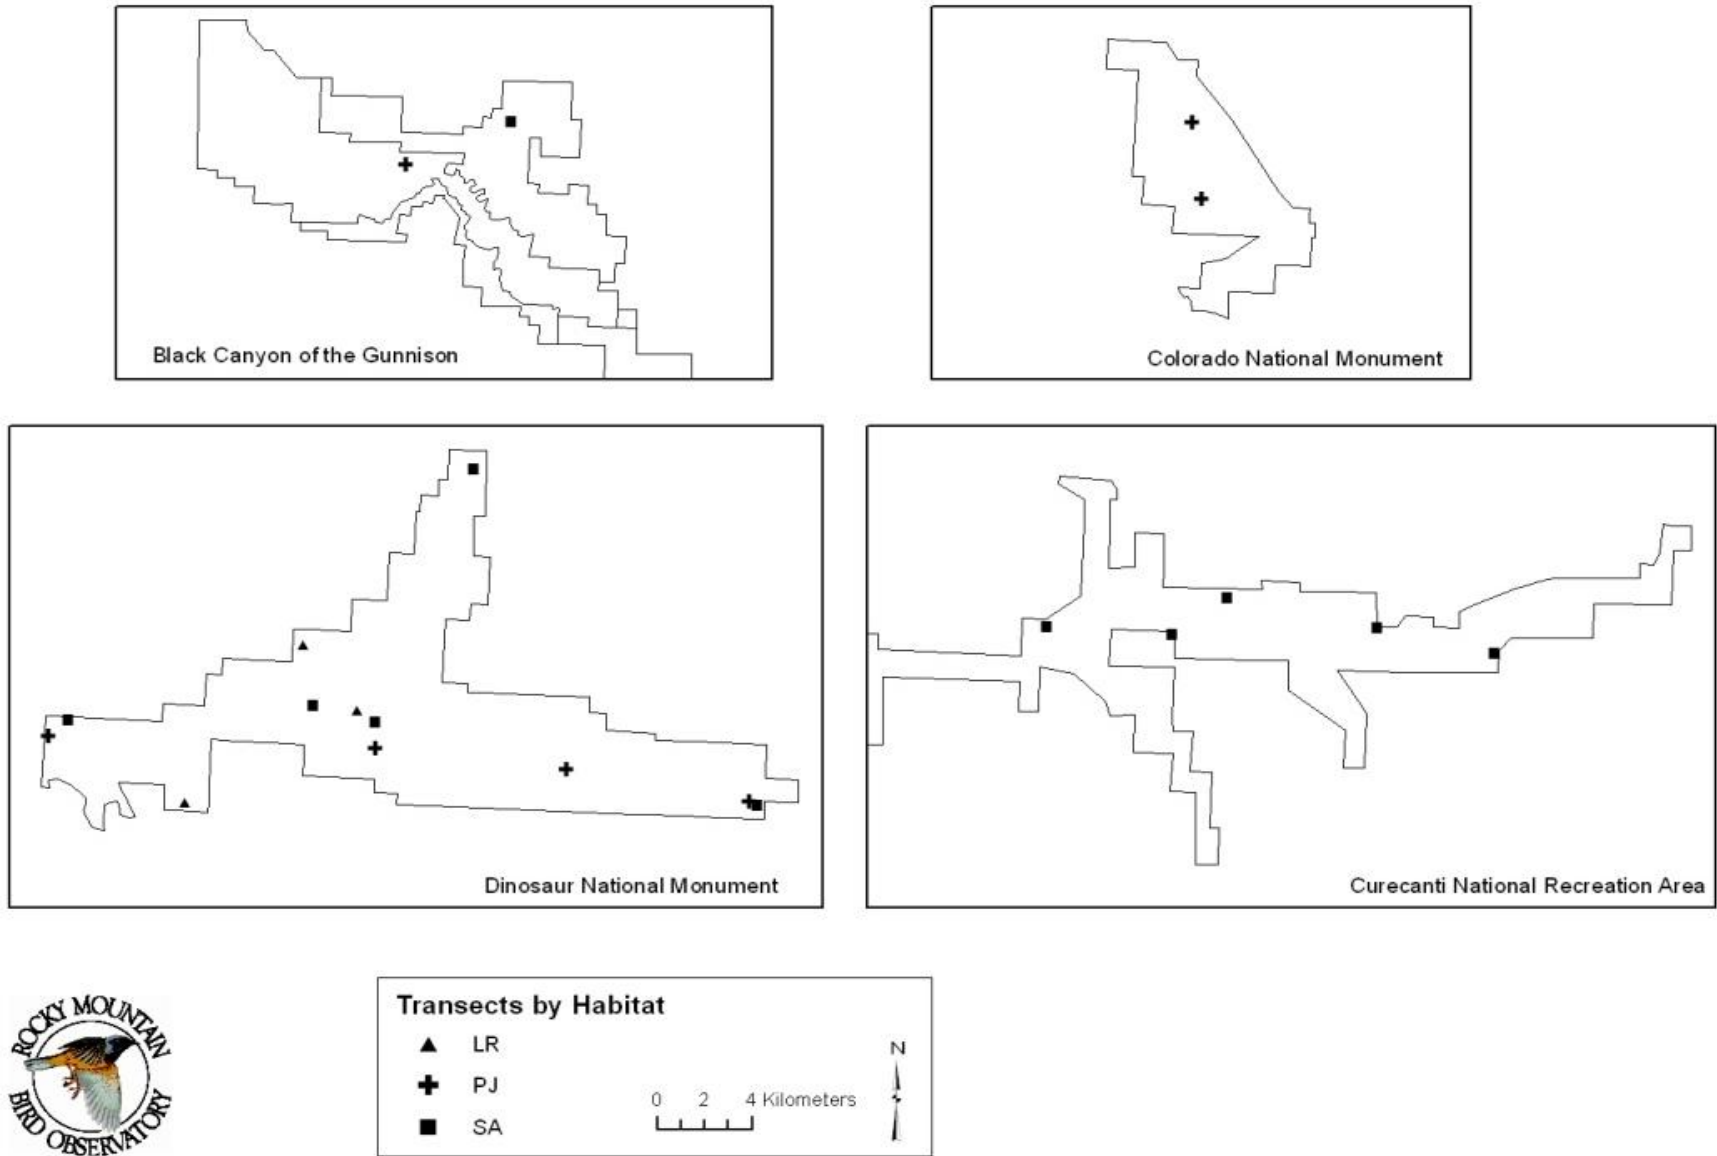 Black Canyon of the Gunnison
Colorado National Monument
Dinosaur National Monument
Curecanti National Recreation Area
ROCKY MOUNTAIN
BIRD OBSERVATORY
Transects by Habitat
LR
PJ
SA
0 2 4 Kilometers
N